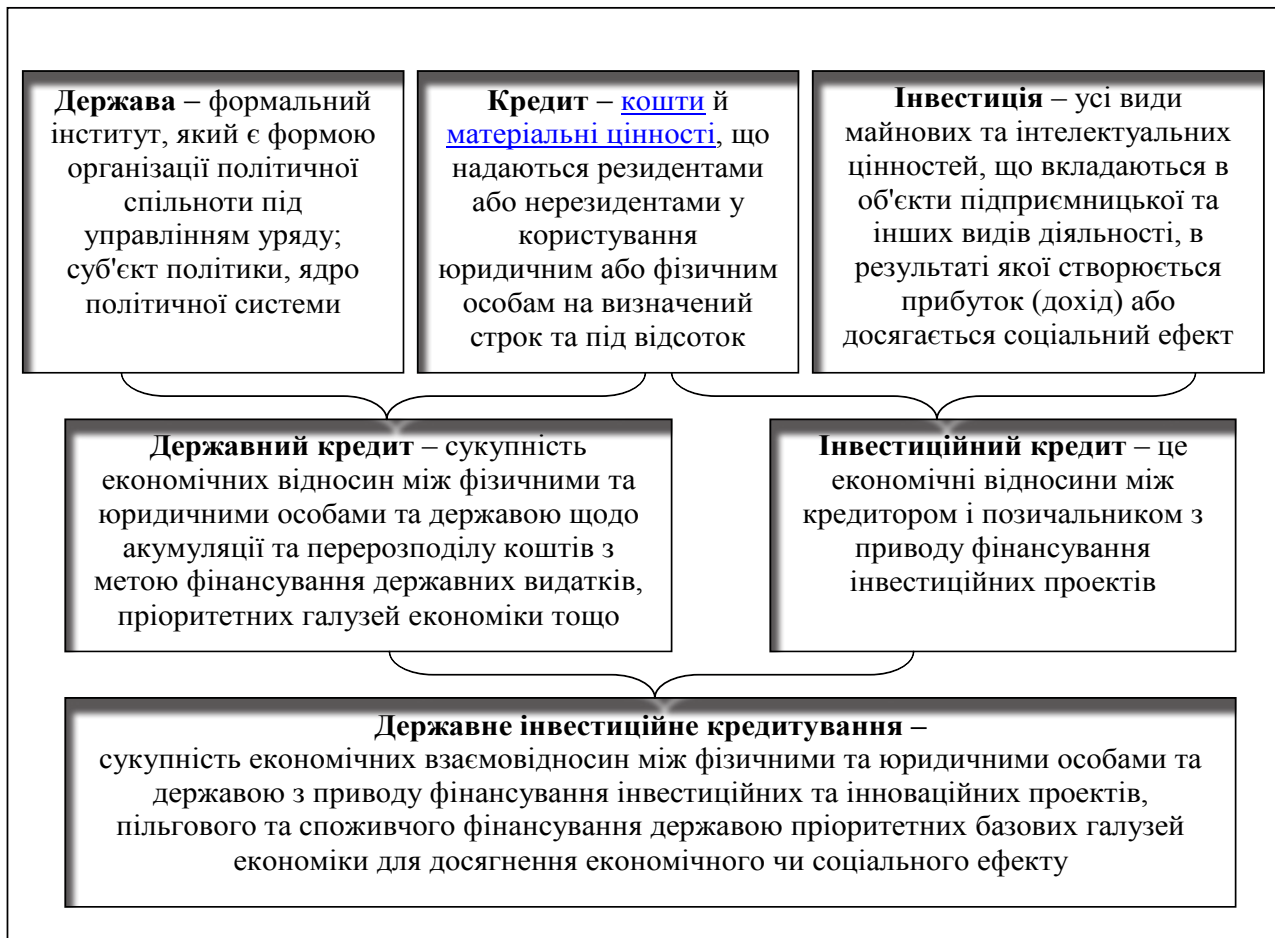 Держава – формальний
інститут, який є формою
організації політичної
спільноти під
управлінням уряду;
суб'єкт політики, ядро
політичної системи
Кредит – кошти й
матеріальні цінності, що
надаються резидентами
або нерезидентами у
користування
юридичним або фізичним
особам на визначений
строк та під відсоток
Інвестиція – усі види
майнових та інтелектуальних
цінностей, що вкладаються в
об'єкти підприємницької та
інших видів діяльності, в
результаті якої створюється
прибуток (дохід) або
досягається соціальний ефект
Державний кредит – сукупність
економічних відносин між фізичними та
юридичними особами та державою щодо
акумуляції та перерозподілу коштів з
метою фінансування державних видатків,
пріоритетних галузей економіки тощо
Інвестиційний кредит – це
економічні відносини між
кредитором і позичальником з
приводу фінансування
інвестиційних проектів
Державне інвестиційне кредитування –
сукупність економічних взаємовідносин між фізичними та юридичними особами та
державою з приводу фінансування інвестиційних та інноваційних проектів,
пільгового та споживчого фінансування державою пріоритетних базових галузей
економіки для досягнення економічного чи соціального ефекту